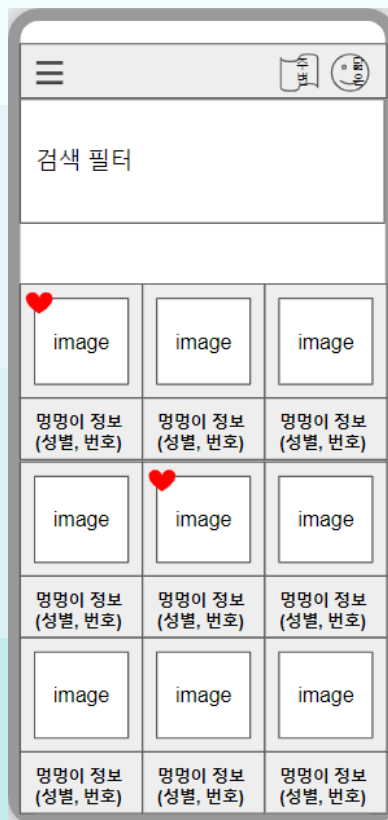 주변
검색 필터
image
image
image
멍멍이 정보
(성별, 번호)
멍멍이 정보
(성별, 번호)
멍멍이 정보
(성별, 번호)
image
image
image
멍멍이 정보
(성별, 번호)
멍멍이 정보
(성별, 번호)
멍멍이 정보
(성별, 번호)
image
image
image
멍멍이 정보
(성별, 번호)
멍멍이 정보
(성별, 번호)
멍멍이 정보
(성별, 번호)